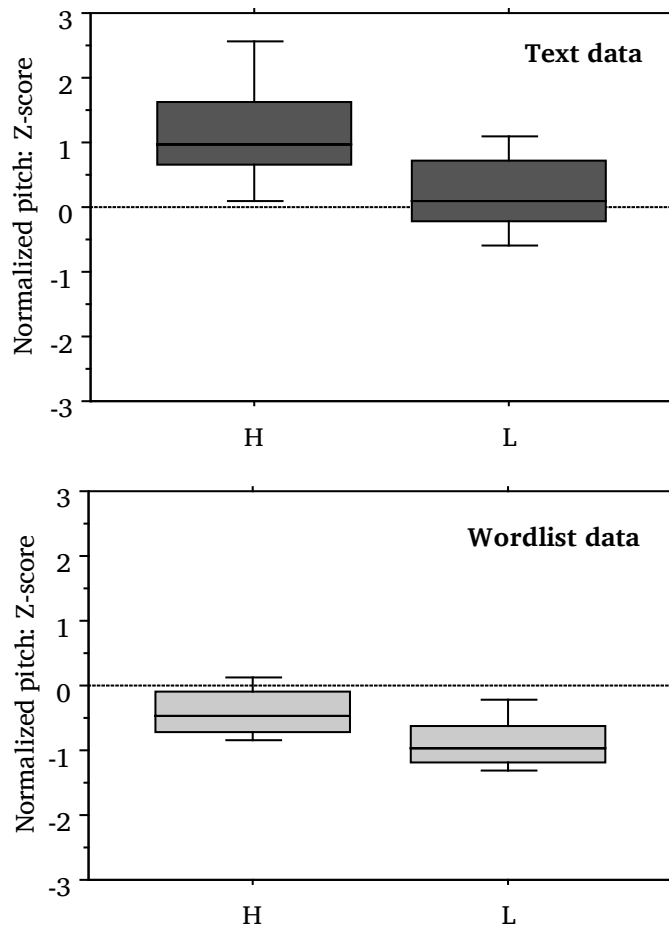 3
Text data
2
1
0
-1
-2
-3
Normalized pitch: Z-score
H L
3
Wordlist data
2
1
0
-1
-2
-3
Normalized pitch: Z-score
H L